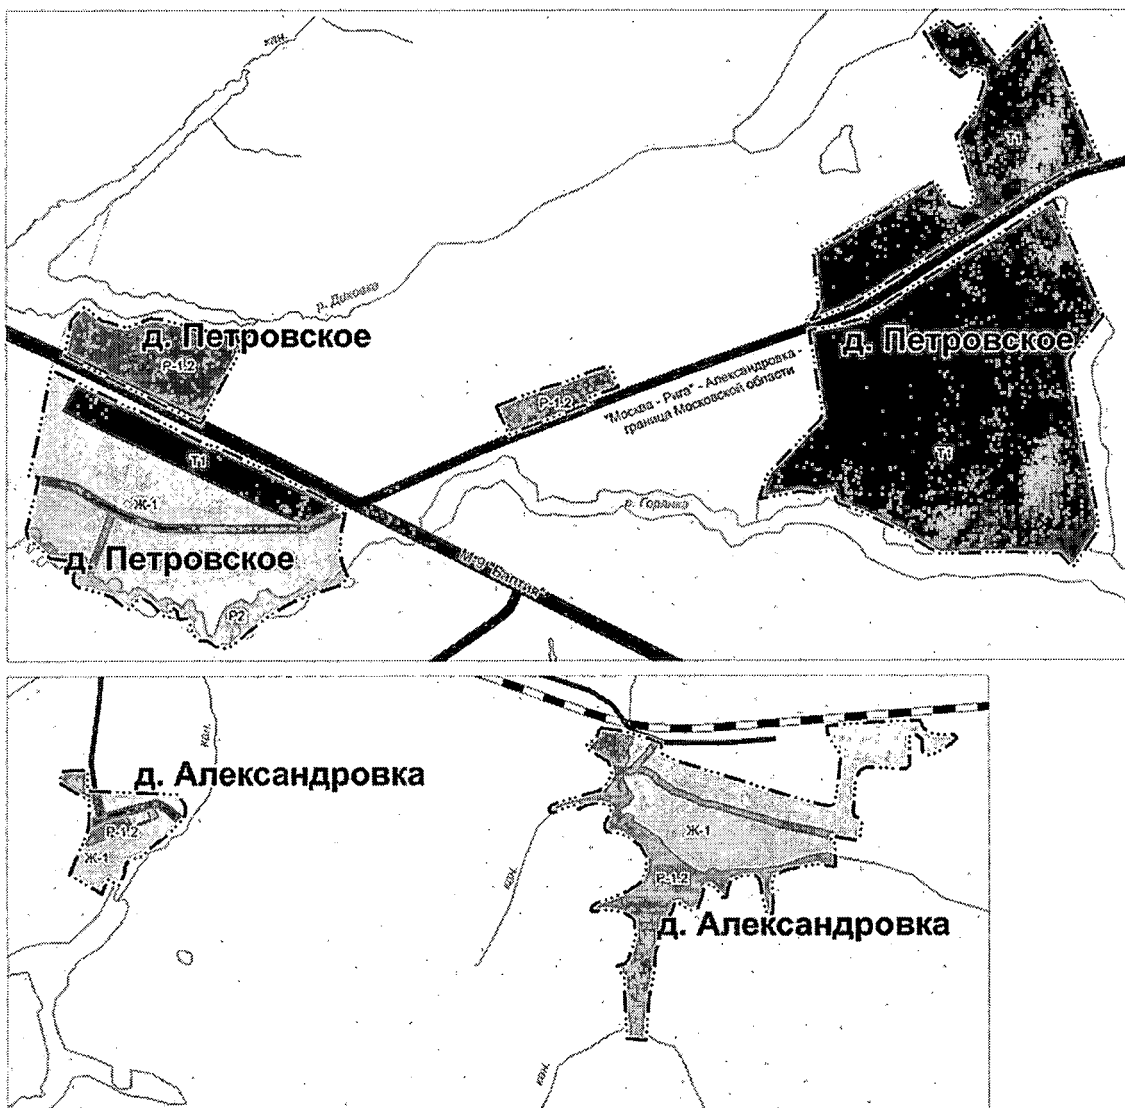 кан.
Т1
р. Диховка
д. Петровское
Р-1.2
д. Петровское
Р-1.2
"Москва - Рига" - Александровка -
граница Московской области
Т1
Т1
Ж-1
р. Горянка
д. Петровское
М-9 "Балтия"
Р2
кан.
д. Александровка
Р-1.2
Ж-1
Ж-1
кан.
Р-1.2
д. Александровка
кан.